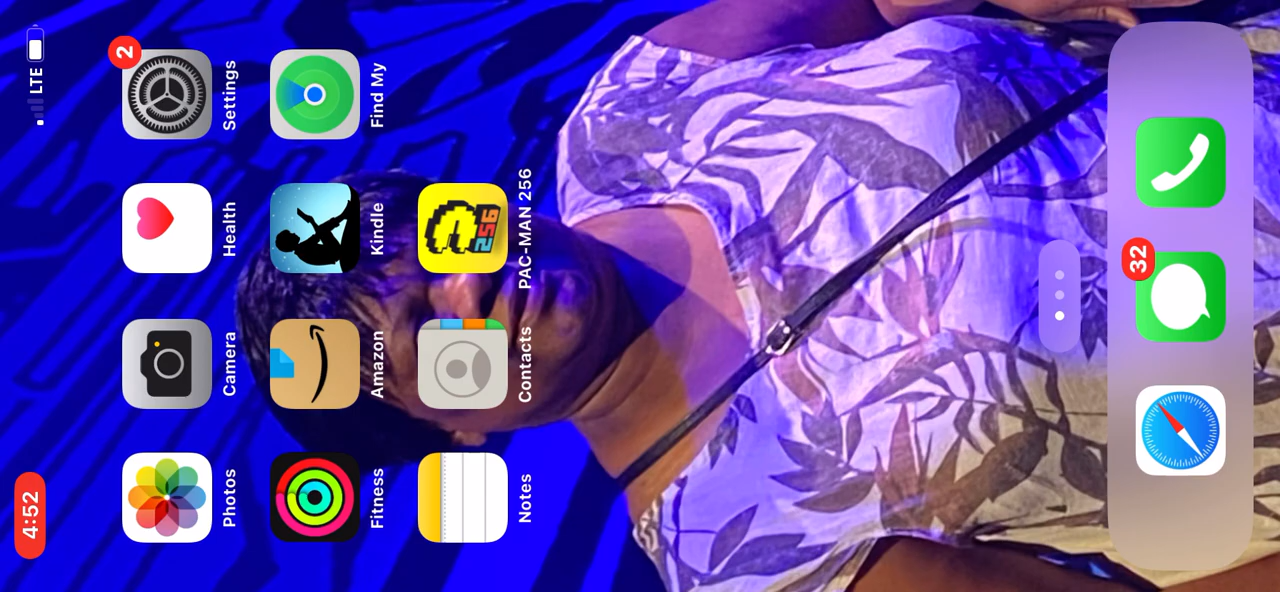 4:52
LTE
Photos
Camera
Health
2
Settings
Fitness
Amazon
Kindle
Find My
Notes
Contacts
256
PAC-MAN 256
32